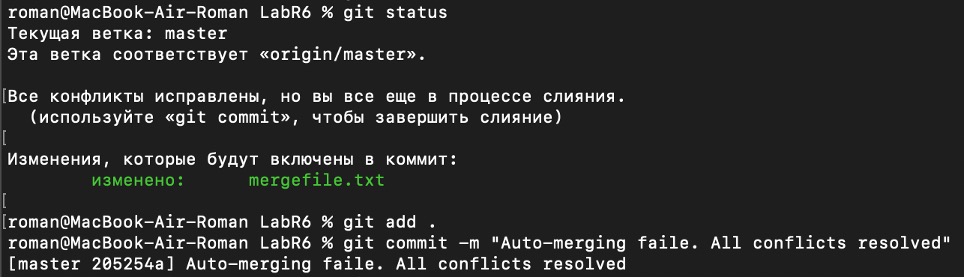 roman@MacBook-Air-Roman LabR6 % git status
Текущая ветка: master
Эта ветка соответствует «origin/master».
[Все конфликты исправлены, но вы все еще в процессе слияния.
(используйте «git commit», чтобы завершить слияние)
[
Изменения, которые будут включены в коммит:
изменено: mergefile.txt
[
[roman@MacBook-Air-Roman LabR6 % git add .
roman@MacBook-Air-Roman LabR6 % git commit -m "Auto-merging faile. All conflicts resolved"
[master 205254a] Auto-merging faile. All conflicts resolved